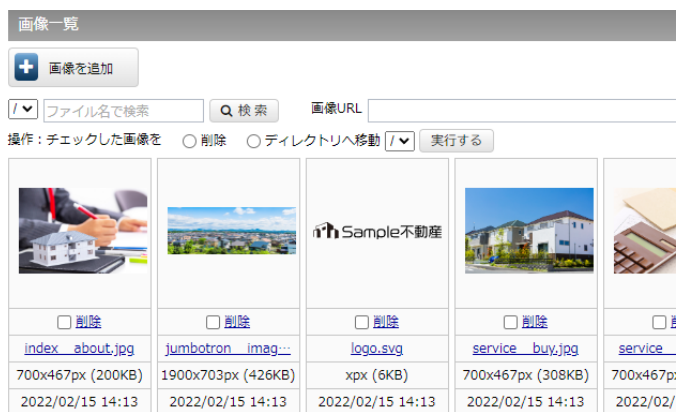 画像一覧
画像を追加
/ ファイル名で検索 検 索 画像URL
操作：チェックした画像を 削除 ディレクトリへ移動 / 実行する
Sample不動産
削除 削除 削除 削除
index__about.jpg jumbotron__imag… logo.svg service__buy.jpg service__
700x467px (200KB) 1900x703px (426KB) xpx (6KB) 700x467px (308KB) 700x467px
2022/02/15 14:13 2022/02/15 14:13 2022/02/15 14:13 2022/02/15 14:13 2022/02/